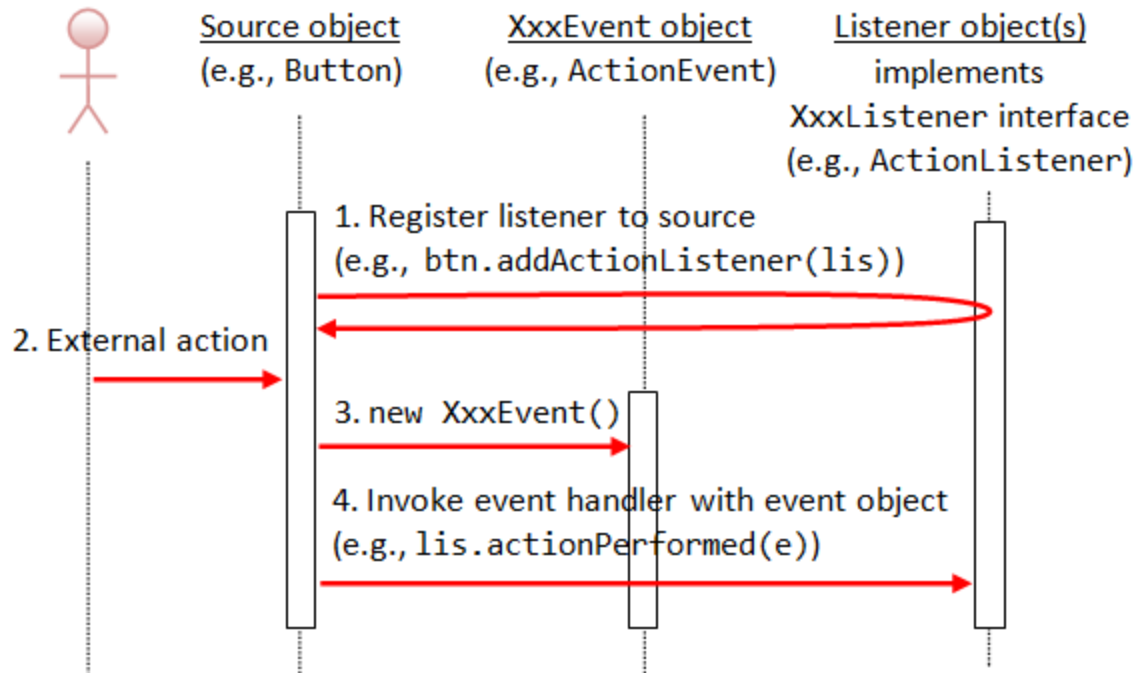 Source object
(e.g., Button)
XxxEvent object
(e.g., ActionEvent)
Listener object(s)
implements
XxxListener interface
(e.g., ActionListener)
1. Register listener to source
(e.g., btn.addActionListener(lis))
2. External action
3. new XxxEvent()
4. Invoke event handler with event object
(e.g., lis.actionPerformed(e))